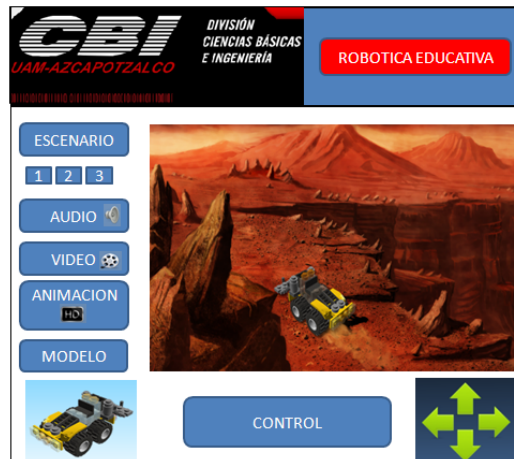 CBI
UAM-AZCAPOTZALCO
DIVISIÓN
CIENCIAS BÁSICAS
E INGENIERÍA
ROBOTICA EDUCATIVA
ESCENARIO
1 2 3
AUDIO
VIDEO
ANIMACION
HD
MODELO
CONTROL